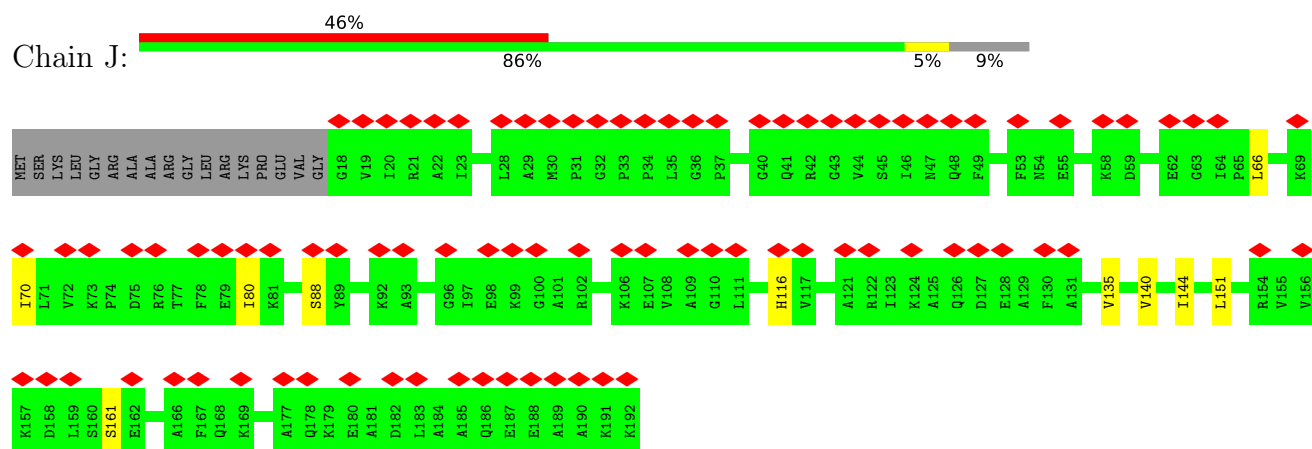 46%
Chain J:
86% 5% 9%
MET SER LYS LEU GLY ARG ALA ALA ARG GLY LEU ARG LYS PRO GLU VAL GLY G18 V19 I20 R21 A22 I23 L28 A29 M30 P31 G32 P33 P34 L35 G36 P37 G40 Q41 R42 G43 V44 S45 I46 N47 Q48 F49 F53 N54 E55 K58 D59 E62 G63 I64 P65 L66 K69
I70 L71 V72 K73 P74 D75 R76 T77 F78 E79 I80 K81 S88 Y89 K92 A93 G96 I97 E98 K99 G100 A101 R102 K106 E107 V108 A109 G110 L111 H116 V117 A121 R122 I123 K124 A125 Q126 D127 E128 A129 F130 A131 V135 V140 I144 L151 R154 V155 V156
K157 D158 L159 S160 S161 E162 A166 F167 Q168 K169 A177 Q178 K179 E180 A181 D182 L183 A184 A185 Q186 E187 E188 A189 A190 K191 K192